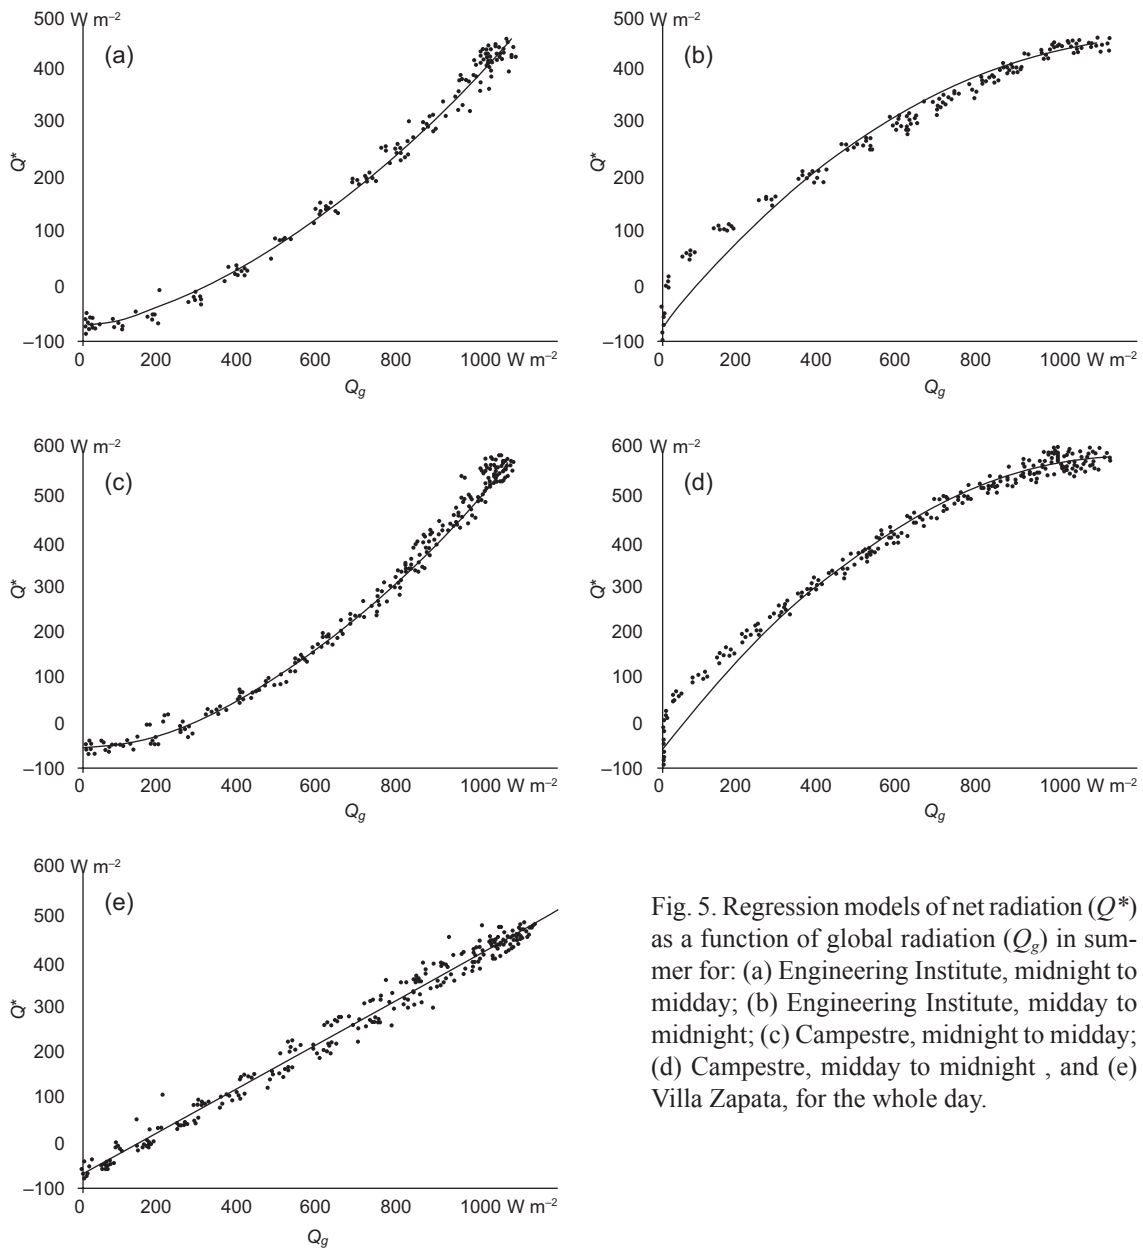 500 W m–2
(a)
400
300
Q*
200
100
0
–100
0 200 400 600 800 1000 W m–2
Qg
500 W m–2
(b)
400
300
Q*
200
100
0
–100
0 200 400 600 800 1000 W m–2
Qg
600 W m–2
(c)
500
400
Q*
300
200
100
0
–100
0 200 400 600 800 1000 W m–2
Qg
600 W m–2
(d)
500
400
Q*
300
200
100
0
–100
0 200 400 600 800 1000 W m–2
Qg
600 W m–2
(e)
500
400
Q*
300
200
100
0
–100
0 200 400 600 800 1000 W m–2
Qg
Fig. 5. Regression models of net radiation (Q*)
as a function of global radiation (Qg) in sum-
mer for: (a) Engineering Institute, midnight to
midday; (b) Engineering Institute, midday to
midnight; (c) Campestre, midnight to midday;
(d) Campestre, midday to midnight , and (e)
Villa Zapata, for the whole day.